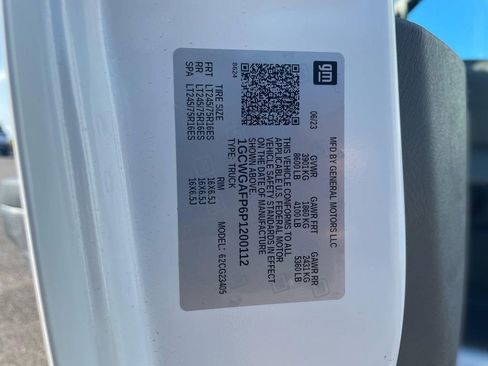 gm
MFD BY GENERAL MOTORS LLC
06/23 GVWR GAWR FRT GAWR RR
3901 KG 1860 KG 2431 KG
8600 LB 4100 LB 5360 LB
THIS VEHICLE CONFORMS TO ALL
APPLICABLE U.S. FEDERAL MOTOR
VEHICLE SAFETY STANDARDS IN EFFECT
ON THE DATE OF MANUFACTURE
SHOWN ABOVE.
1GCWGAFP6P1200112
TYPE: TRUCK MODEL: 62CG23405
TIRE SIZE RIM
FRT LT245/75R16ES 16X6.5J
RR LT245/75R16ES 16X6.5J
SPA LT245/75R16ES 16X6.5J
8624